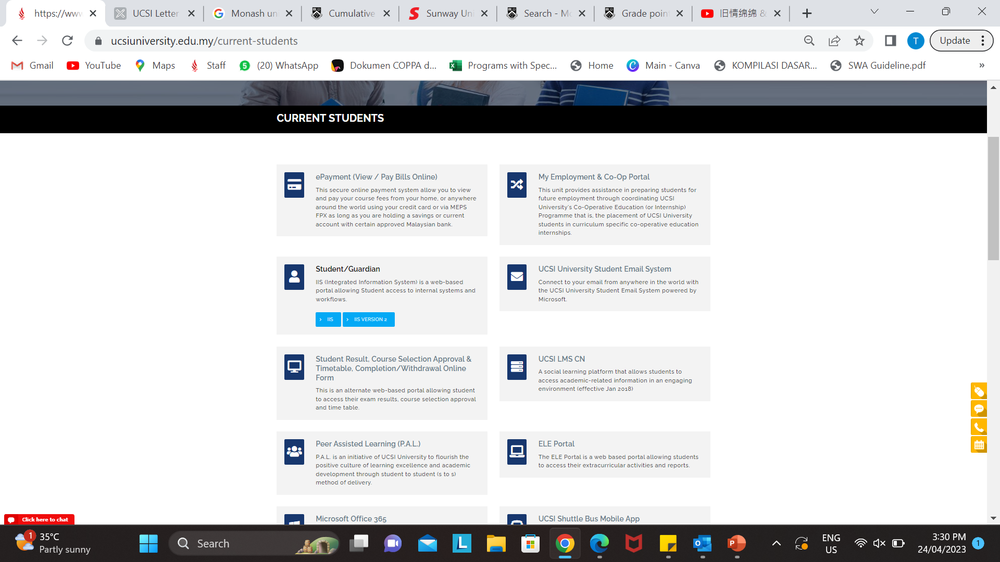 https://www
UCSI Letter
Monash uni
Cumulative
Sunway Uni
Search - Mo
Grade point
旧情绵绵 &
ucsiuniversity.edu.my/current-students
T
Update
Gmail
YouTube
Maps
Staff
5
(20) WhatsApp
Dokumen COPPA d...
Programs with Spec...
Home
Main - Canva
KOMPILASI DASAR...
SWA Guideline.pdf
»
CURRENT STUDENTS
ePayment (View / Pay Bills Online)
This secure online payment system allow you to view
and pay your course fees from your home, or anywhere
around the world using your credit card or via MEPS
FPX as long as you are holding a savings or current
account with certain approved Malaysian bank.
My Employment & Co-Op Portal
This unit provides assistance in preparing students for
future employment through coordinating UCSI
University's Co-Operative Education (or Internship)
Programme that is, the placement of UCSI University
students in curriculum specific co-operative education
internships.
Student/Guardian
IIS (Integrated Information System) is a web-based
portal allowing Student access to internal systems and
workflows.
› IIS
› IIS VERSION 2
UCSI University Student Email System
Connect to your email from anywhere in the world with
the UCSI University Student Email System powered by
Microsoft.
Student Result, Course Selection Approval &
Timetable, Completion/Withdrawal Online
Form
This is an alternate web-based portal allowing student
to access their exam results, course selection approval
and time table.
UCSI LMS CN
A social learning platform that allows students to
access academic-related information in an engaging
environment (effective Jan 2018)
Peer Assisted Learning (P.A.L.)
P.A.L. is an initiative of UCSI University to flourish the
positive culture of learning excellence and academic
development through student to student (s to s)
method of delivery.
ELE Portal
The ELE Portal is a web based portal allowing students
to access their extracurricular activities and reports.
Microsoft Office 365
UCSI Shuttle Bus Mobile App
Click here to chat
1
35°C
Partly sunny
Search
L
O
P
ENG
US
3:30 PM
24/04/2023
1